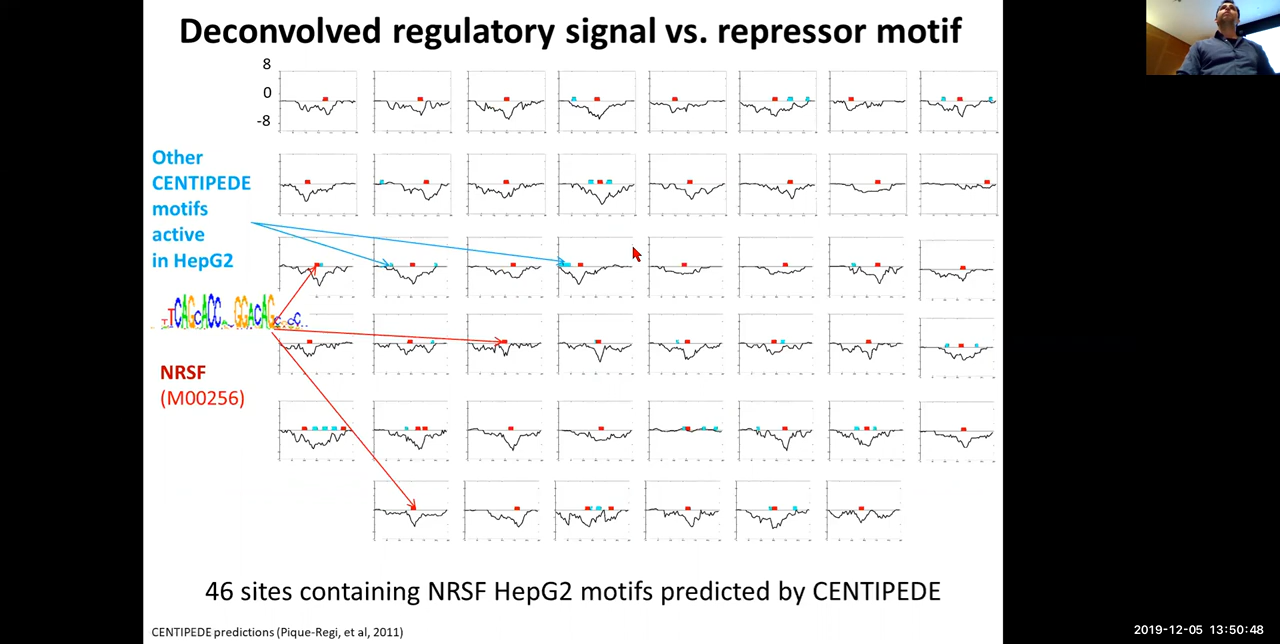 Deconvolved regulatory signal vs. repressor motif
8
0
-8
Other
CENTIPEDE
motifs
active
in HepG2
NRSF
(M00256)
46 sites containing NRSF HepG2 motifs predicted by CENTIPEDE
CENTIPEDE predictions (Pique-Regi, et al, 2011)
2019-12-05 13:50:48